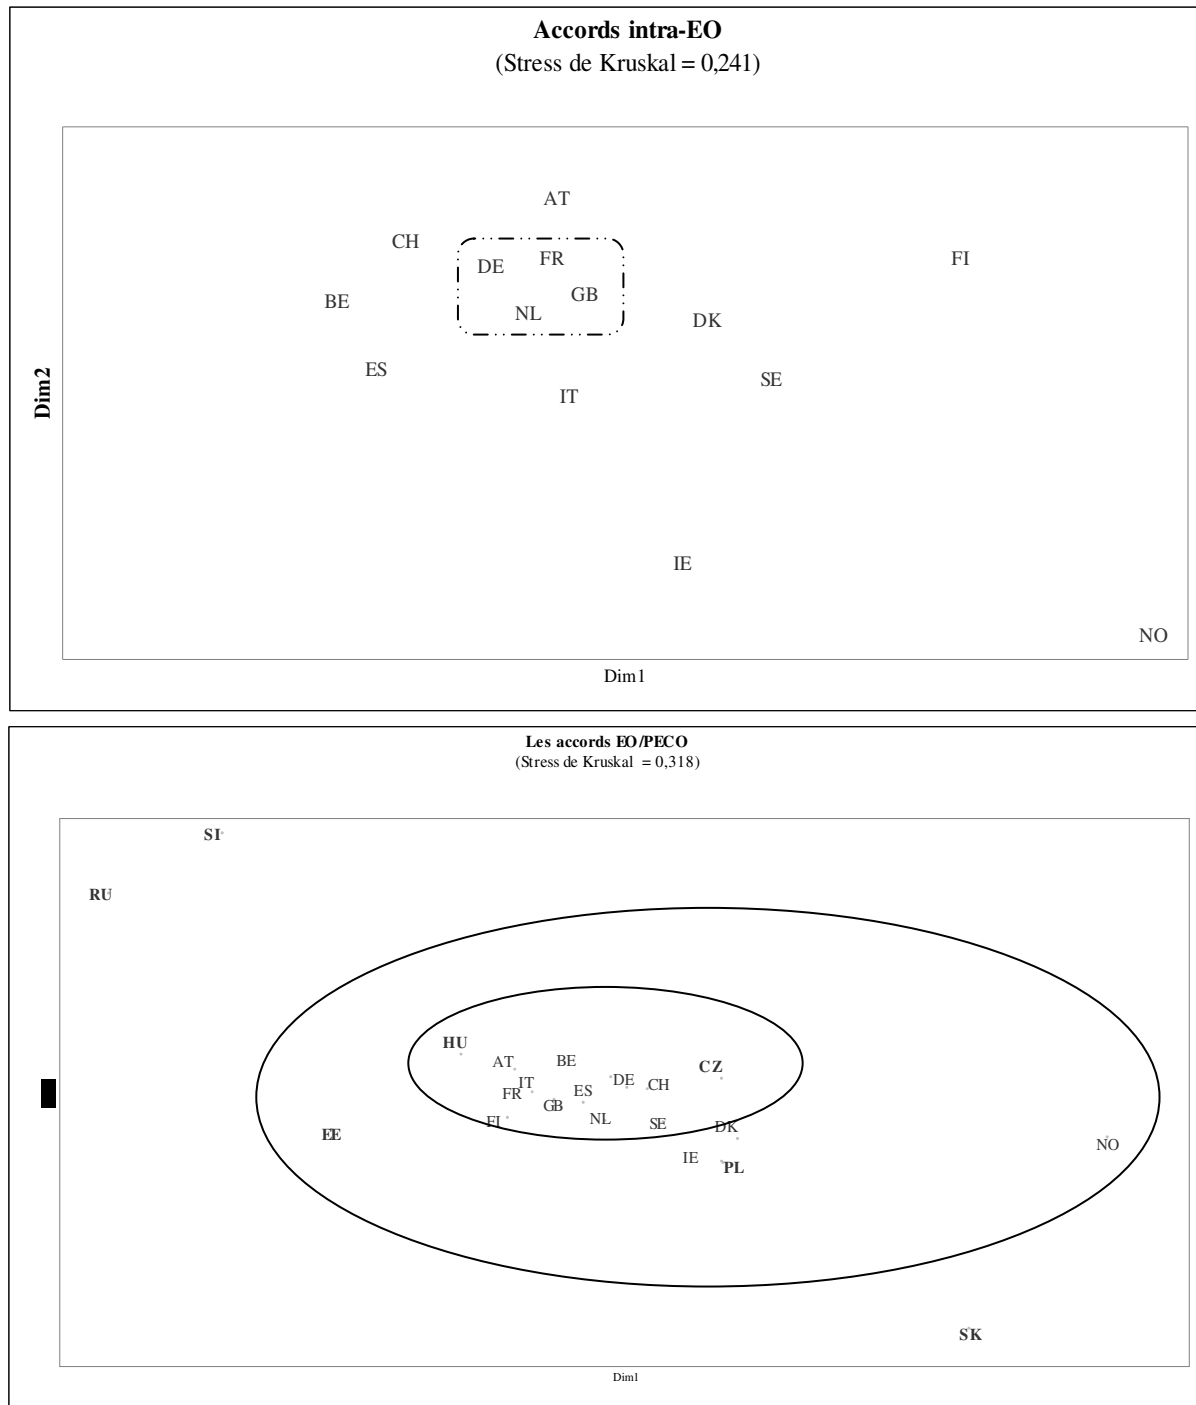 Accords intra-EO
(Stress de Kruskal = 0,241)
AT
CH
FR
FI
DE
GB
BE
NL
DK
ES
SE
IT
Dim2
IE
NO
Dim1
Les accords EO/PECO
(Stress de Kruskal = 0,318)
SI
RU
HU
AT
BE
CZ
IT
DE
CH
FR
ES
GB
FI
NL
SE
DK
EE
NO
IE
PL
SK
Dim1